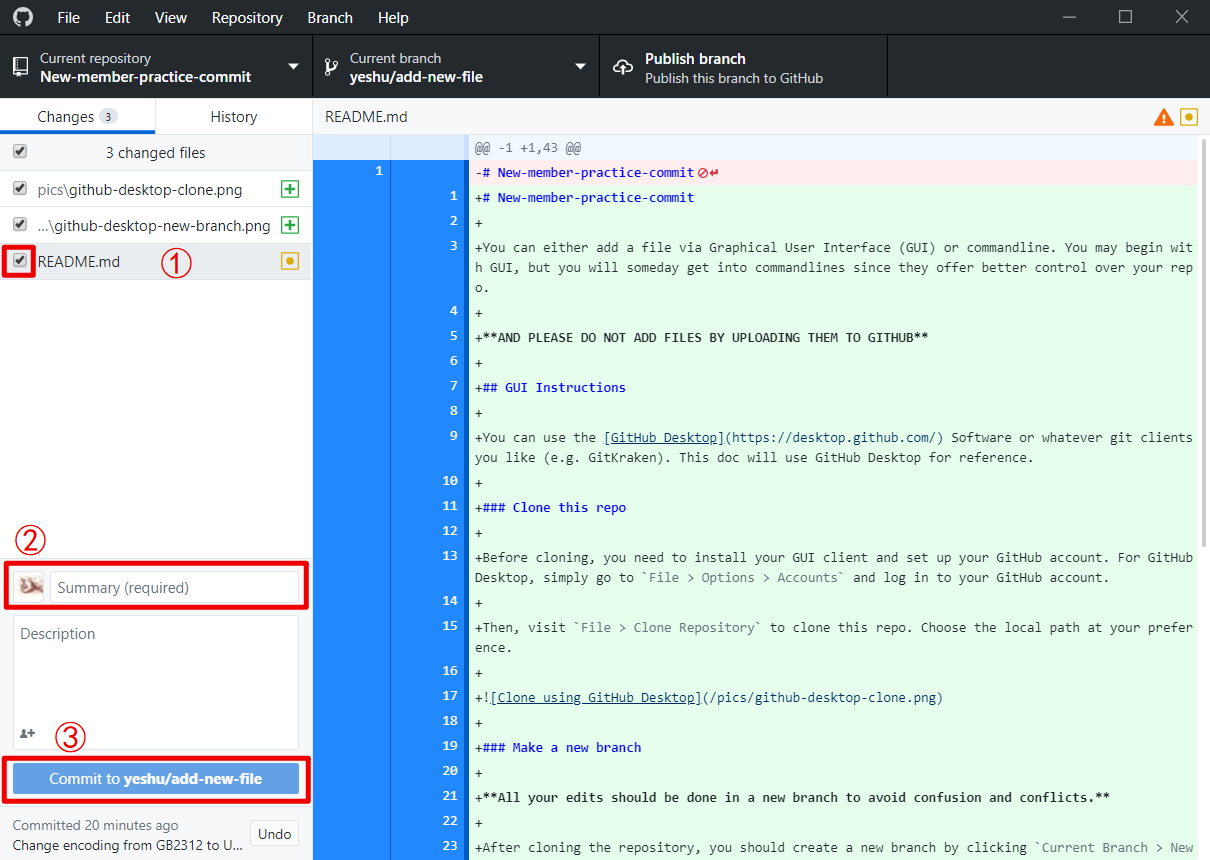 File Edit View Repository Branch Help
Current repository
New-member-practice-commit
Current branch
yeshu/add-new-file
Publish branch
Publish this branch to GitHub
Changes 3
History
README.md
3 changed files
pics\github-desktop-clone.png
...\github-desktop-new-branch.png
README.md
①
②
Summary (required)
Description
③
Commit to yeshu/add-new-file
Committed 20 minutes ago
Change encoding from GB2312 to U...
Undo
@@ -1 +1,43 @@
1 -# New-member-practice-commit
1 +# New-member-practice-commit
2 +
3 +You can either add a file via Graphical User Interface (GUI) or commandline. You may begin wit
h GUI, but you will someday get into commandlines since they offer better control over your rep
o.
4 +
5 +**AND PLEASE DO NOT ADD FILES BY UPLOADING THEM TO GITHUB**
6 +
7 +## GUI Instructions
8 +
9 +You can use the [GitHub Desktop](https://desktop.github.com/) Software or whatever git clients
you like (e.g. GitKraken). This doc will use GitHub Desktop for reference.
10 +
11 +### Clone this repo
12 +
13 +Before cloning, you need to install your GUI client and set up your GitHub account. For GitHub
Desktop, simply go to `File > Options > Accounts` and log in to your GitHub account.
14 +
15 +Then, visit `File > Clone Repository` to clone this repo. Choose the local path at your prefer
ence.
16 +
17 +![Clone using GitHub Desktop](/pics/github-desktop-clone.png)
18 +
19 +### Make a new branch
20 +
21 +**All your edits should be done in a new branch to avoid confusion and conflicts.**
22 +
23 +After cloning the repository, you should create a new branch by clicking `Current Branch > New